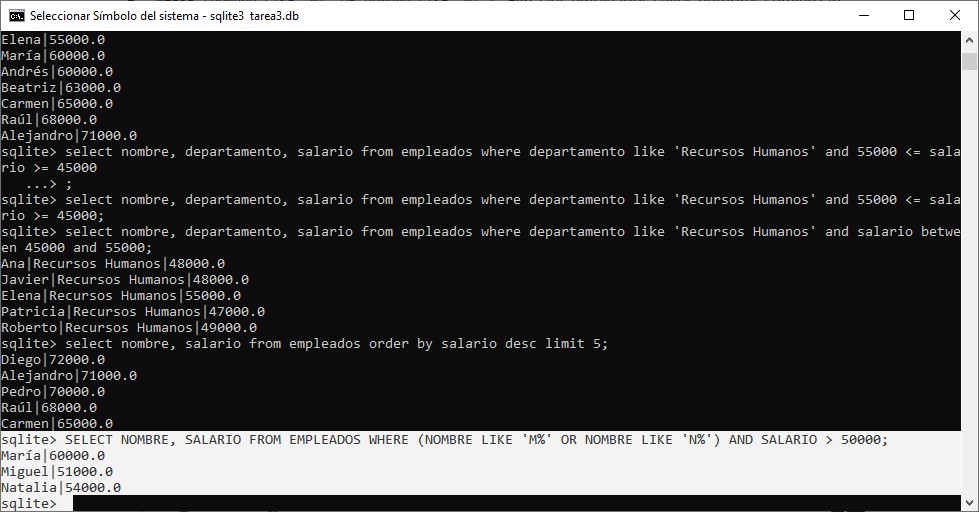 Seleccionar Símbolo del sistema - sqlite3 tarea3.db
Elena|55000.0
María|60000.0
Andrés|60000.0
Beatriz|63000.0
Carmen|65000.0
Raúl|68000.0
Alejandro|71000.0
sqlite> select nombre, departamento, salario from empleados where departamento like 'Recursos Humanos' and 55000 <= sala
rio >= 45000
   ...> ;
sqlite> select nombre, departamento, salario from empleados where departamento like 'Recursos Humanos' and 55000 <= sala
rio >= 45000;
sqlite> select nombre, departamento, salario from empleados where departamento like 'Recursos Humanos' and salario betwe
en 45000 and 55000;
Ana|Recursos Humanos|48000.0
Javier|Recursos Humanos|48000.0
Elena|Recursos Humanos|55000.0
Patricia|Recursos Humanos|47000.0
Roberto|Recursos Humanos|49000.0
sqlite> select nombre, salario from empleados order by salario desc limit 5;
Diego|72000.0
Alejandro|71000.0
Pedro|70000.0
Raúl|68000.0
Carmen|65000.0
sqlite> SELECT NOMBRE, SALARIO FROM EMPLEADOS WHERE (NOMBRE LIKE 'M%' OR NOMBRE LIKE 'N%') AND SALARIO > 50000;
María|60000.0
Miguel|51000.0
Natalia|54000.0
sqlite>